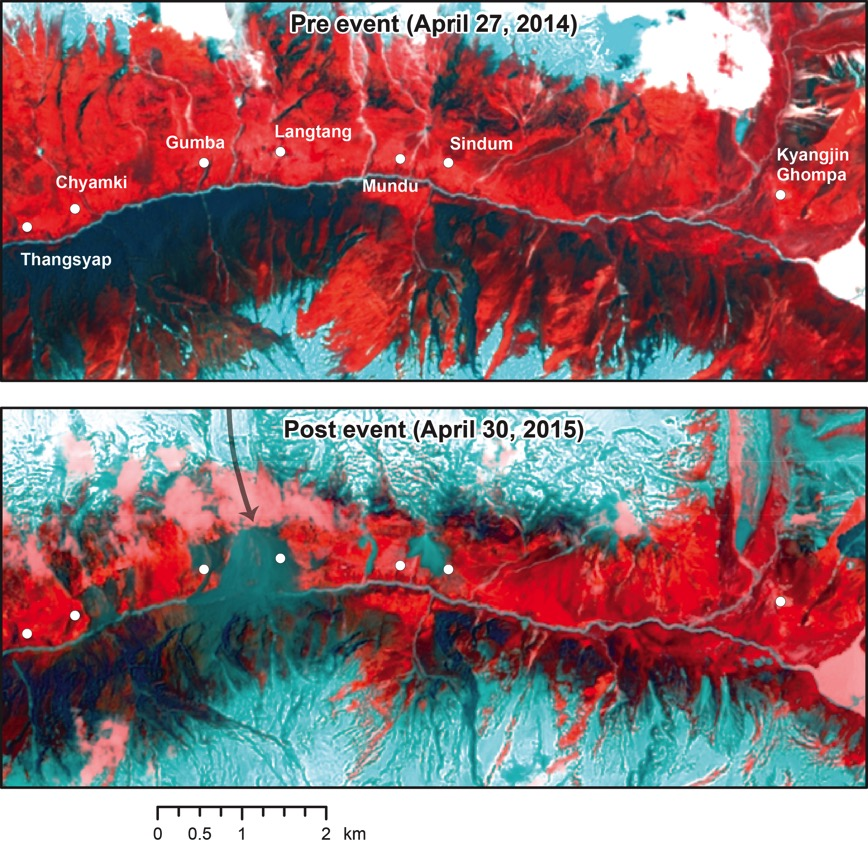 Pre event (April 27, 2014)
Gumba
Langtang
Sindum
Kyangjin
Ghompa
Chyamki
Mundu
Thangsyap
Post event (April 30, 2015)
0 0.5 1 2 km